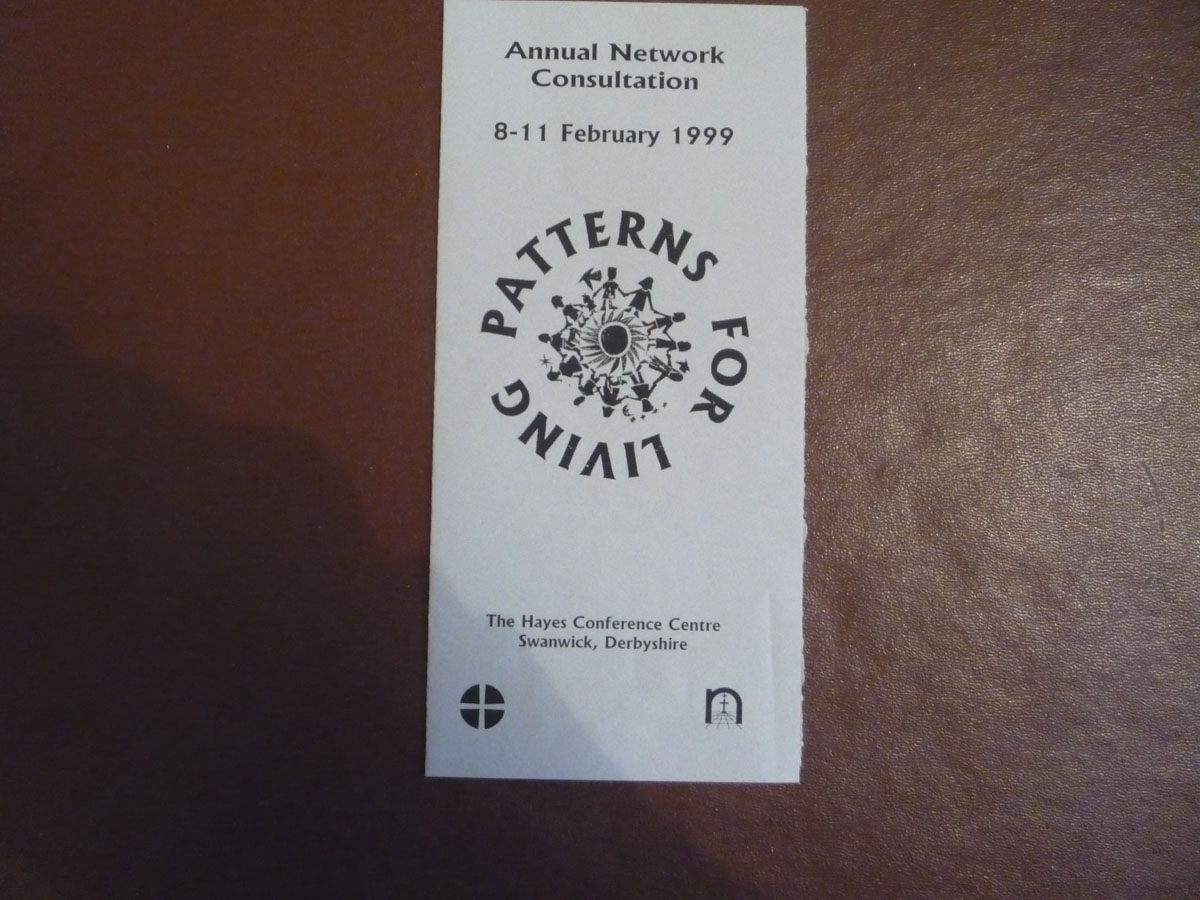 Annual Network
Consultation
8-11 February 1999
PATTERNS FOR LIVING
The Hayes Conference Centre
Swanwick, Derbyshire
n